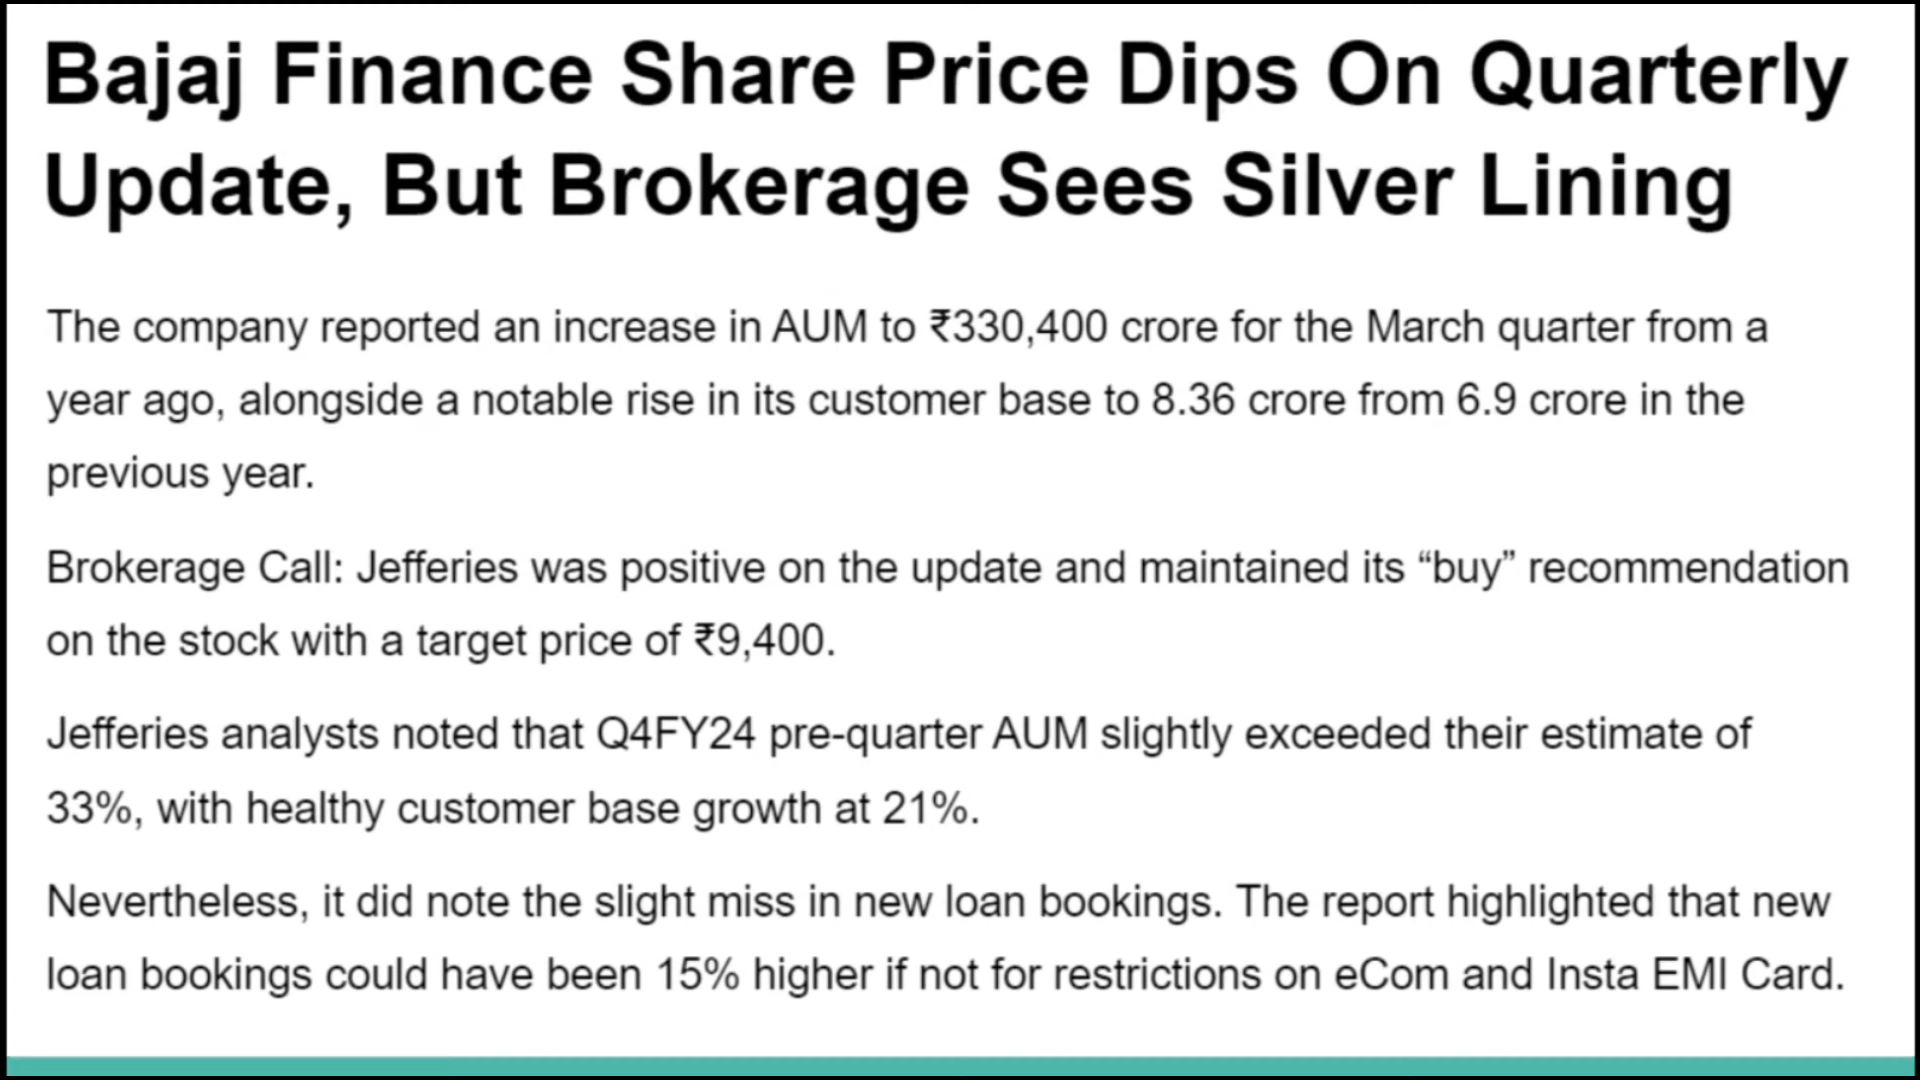 Bajaj Finance Share Price Dips On Quarterly
Update, But Brokerage Sees Silver Lining
The company reported an increase in AUM to ₹330,400 crore for the March quarter from a
year ago, alongside a notable rise in its customer base to 8.36 crore from 6.9 crore in the
previous year.
Brokerage Call: Jefferies was positive on the update and maintained its “buy” recommendation
on the stock with a target price of ₹9,400.
Jefferies analysts noted that Q4FY24 pre-quarter AUM slightly exceeded their estimate of
33%, with healthy customer base growth at 21%.
Nevertheless, it did note the slight miss in new loan bookings. The report highlighted that new
loan bookings could have been 15% higher if not for restrictions on eCom and Insta EMI Card.